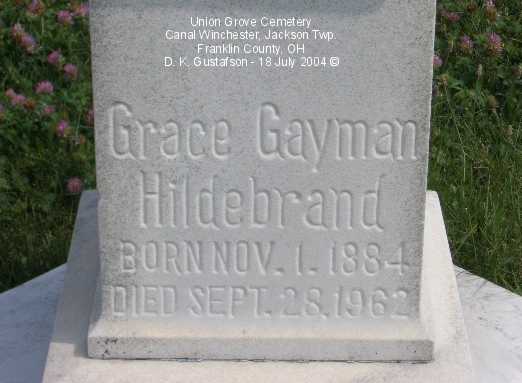 Union Grove Cemetery
Canal Winchester, Jackson Twp.
Franklin County, OH
D. K. Gustafson - 18 July 2004 ©
Grace Gayman
Hildebrand
BORN NOV. 1. 1884
DIED SEPT. 28. 1962